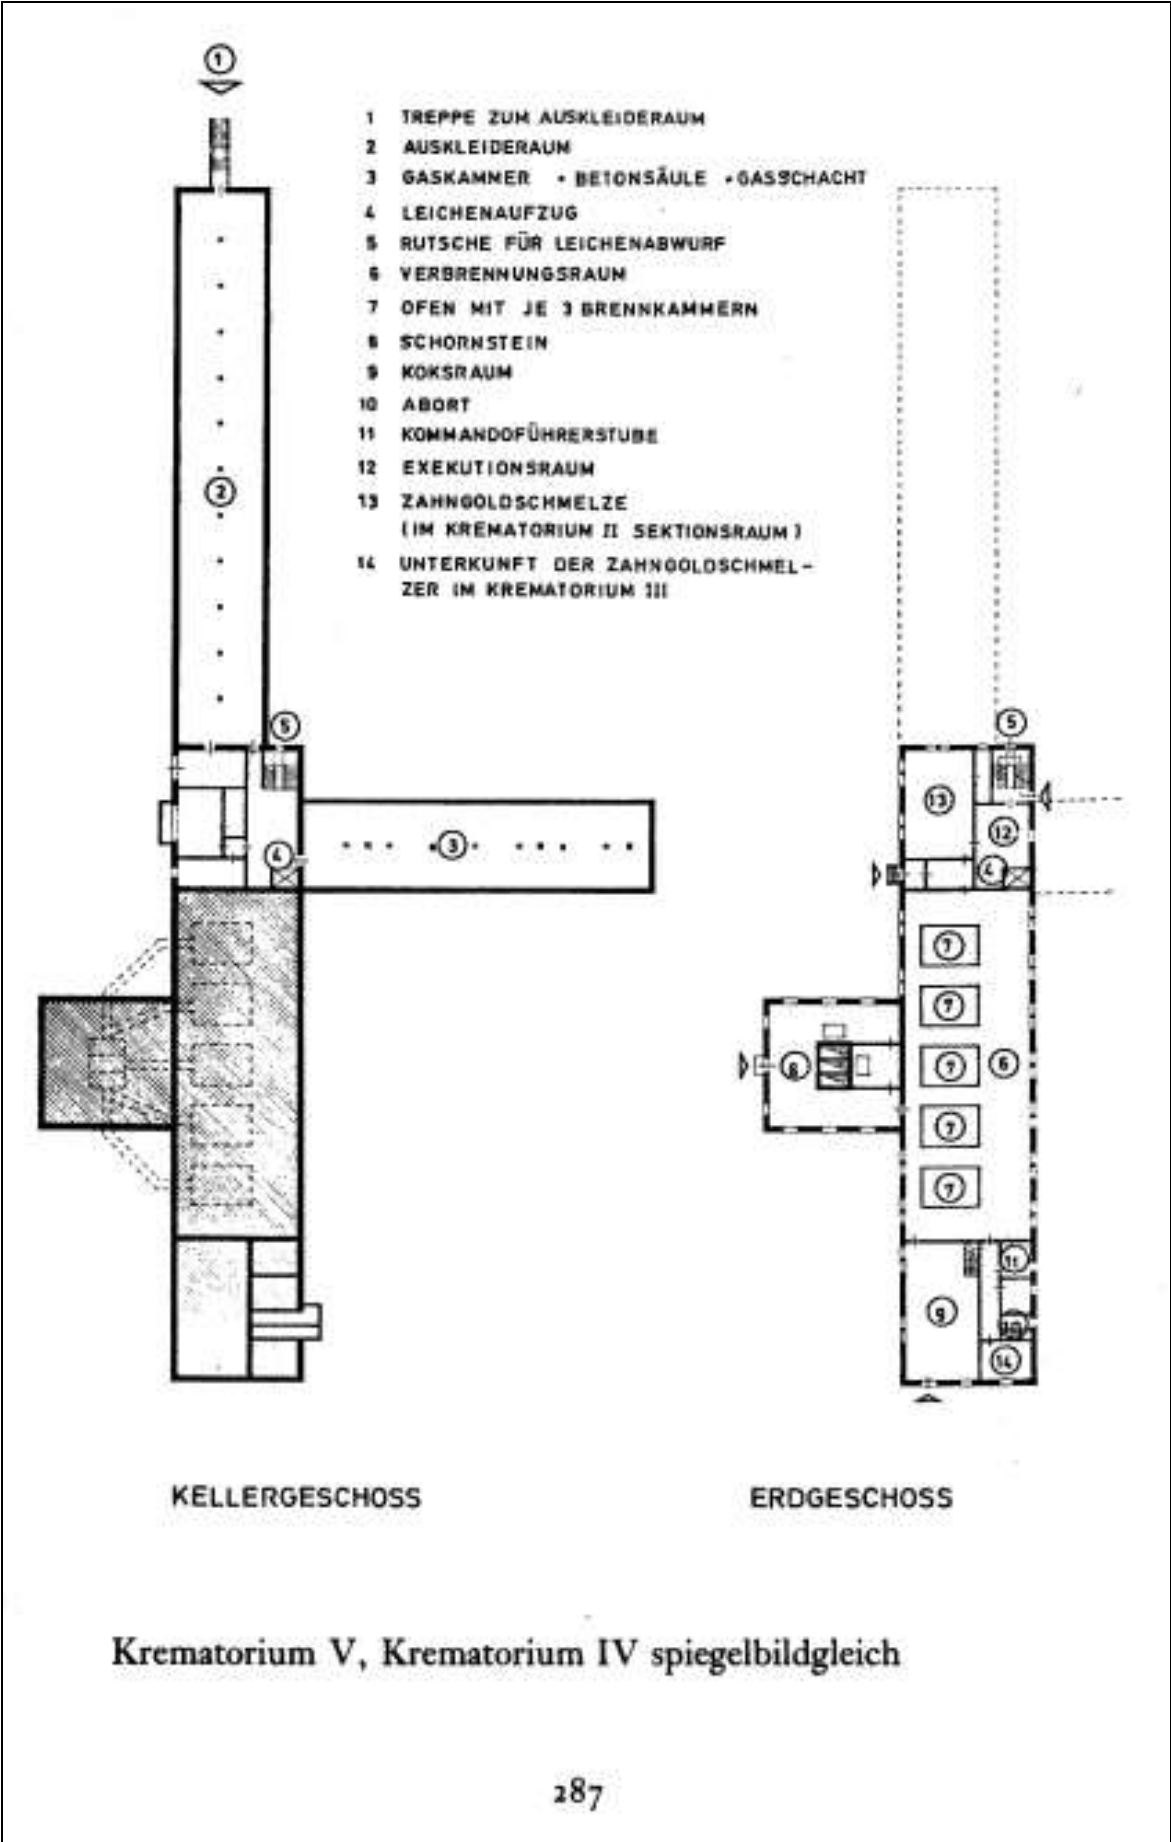 1
1 TREPPE ZUM AUSKLEIDERAUM
2 AUSKLEIDERAUM
3 GASKAMMER • BETONSÄULE • GASSCHACHT
4 LEICHENAUFZUG
5 RUTSCHE FÜR LEICHENABWURF
6 VERBRENNUNGSRAUM
7 OFEN MIT JE 3 BRENNKAMMERN
8 SCHORNSTEIN
9 KOKSRAUM
10 ABORT
11 KOMMANDOFÜHRERSTUBE
12 EXEKUTIONSRAUM
13 ZAHNGOLDSCHMELZE
(IM KREMATORIUM II SEKTIONSRAUM)
14 UNTERKUNFT DER ZAHNGOLDSCHMEL-
ZER IM KREMATORIUM III
2
5
3
4
5
13
12
4
7
7
7
7
7
6
8
11
9
10
14
KELLERGESCHOSS
ERDGESCHOSS
Krematorium V, Krematorium IV spiegelbildgleich
287